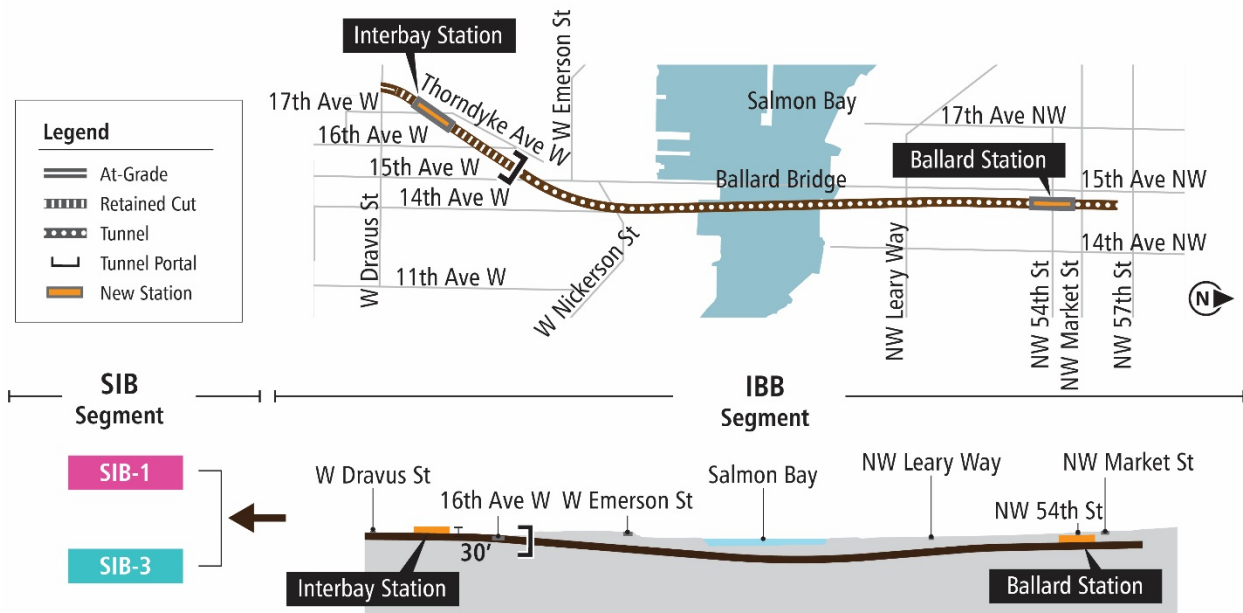 Interbay Station
W Emerson St
Thorndyke Ave W
Salmon Bay
17th Ave W
17th Ave NW
Legend
At-Grade
Retained Cut
Tunnel
Tunnel Portal
New Station
16th Ave W
Ballard Station
15th Ave W
Ballard Bridge
15th Ave NW
14th Ave W
W Dravus St
14th Ave NW
11th Ave W
W Nickerson St
NW Leary Way
NW 54th St
NW Market St
NW 57th St
N
SIB
Segment
IBB
Segment
SIB-1
SIB-3
W Dravus St
16th Ave W
W Emerson St
Salmon Bay
NW Leary Way
NW Market St
NW 54th St
30'
Interbay Station
Ballard Station